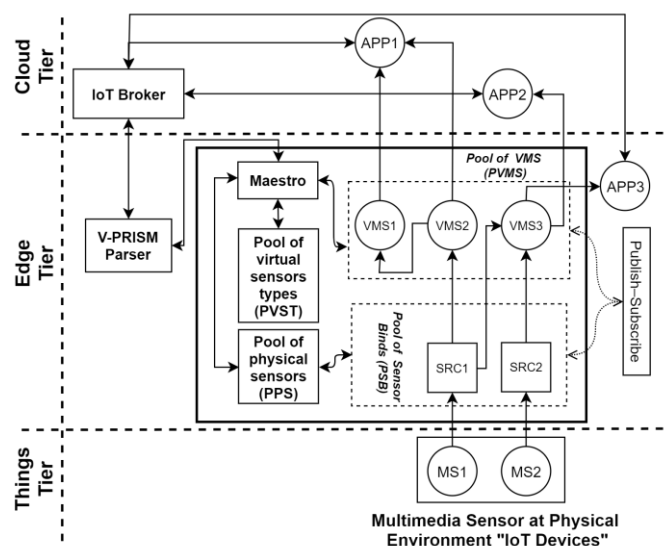 Cloud
Tier
APP1
IoT Broker
APP2
Edge
Tier
Pool of VMS
(PVMS)
Maestro
APP3
VMS1
VMS2
VMS3
V-PRISM
Parser
Pool of
virtual
sensors
types
(PVST)
Publish–Subscribe
Pool of
physical
sensors
(PPS)
Pool of Sensor
Binds (PSB)
SRC1
SRC2
Things
Tier
MS1
MS2
Multimedia Sensor at Physical
Environment "IoT Devices"